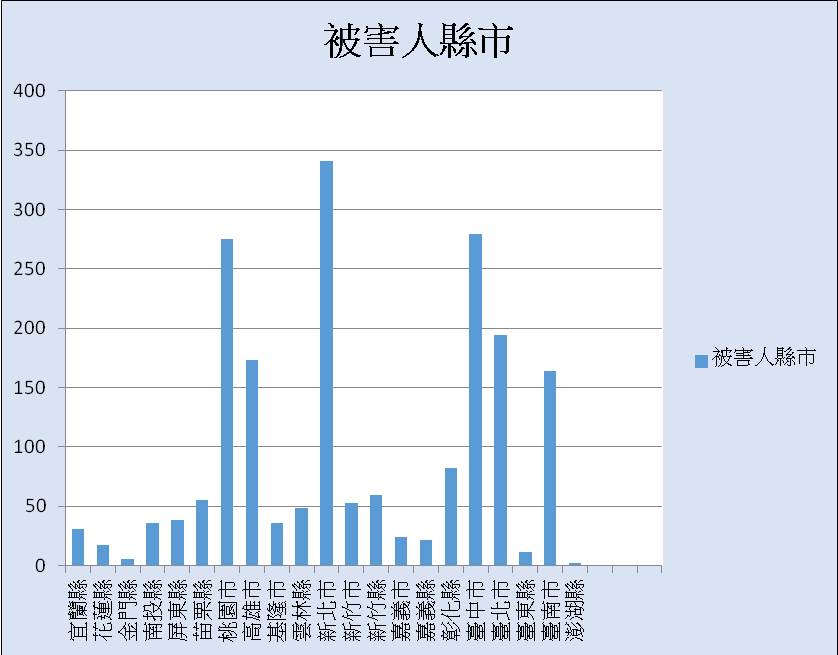 被害人縣市
400
350
300
250
200
150
100
50
0
宜蘭縣
花蓮縣
金門縣
南投縣
屏東縣
苗栗縣
桃園市
高雄市
基隆市
雲林縣
新北市
新竹市
新竹縣
嘉義市
嘉義縣
彰化縣
臺中市
臺北市
臺東縣
臺南市
澎湖縣
被害人縣市